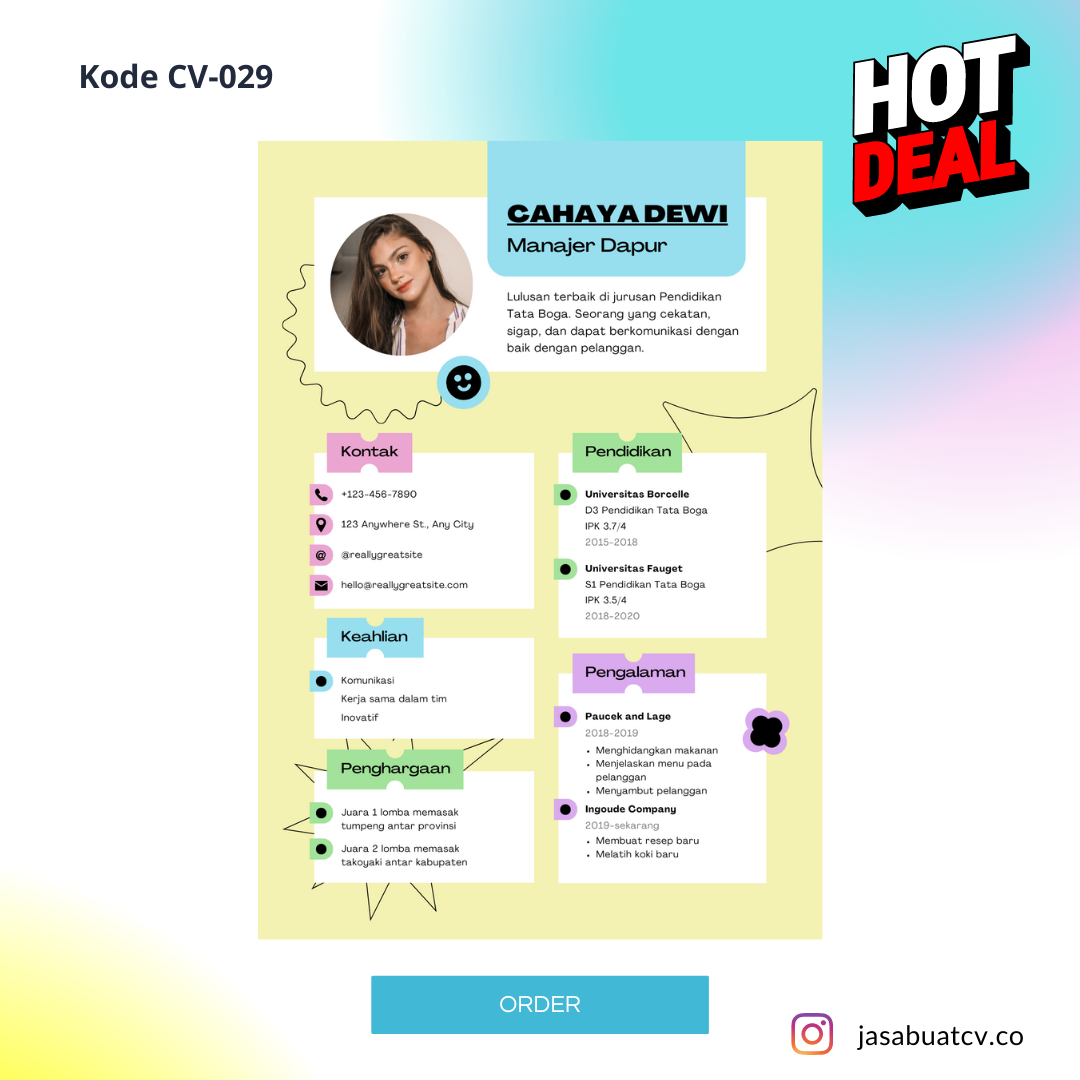 Kode CV-029
HOT
DEAL
CAHAYA DEWI
Manajer Dapur
Lulusan terbaik di jurusan Pendidikan
Tata Boga. Seorang yang cekatan,
sigap, dan dapat berkomunikasi dengan
baik dengan pelanggan.
Kontak
+123-456-7890
123 Anywhere St., Any City
@reallygreatsite
hello@reallygreatsite.com
Keahlian
Komunikasi
Kerja sama dalam tim
Inovatif
Penghargaan
Juara 1 lomba memasak
tumpeng antar provinsi
Juara 2 lomba memasak
takoyaki antar kabupaten
Pendidikan
Universitas Borcelle
D3 Pendidikan Tata Boga
IPK 3.7/4
2015-2018
Universitas Fauget
S1 Pendidikan Tata Boga
IPK 3.5/4
2018-2020
Pengalaman
Paucek and Lage
2018-2019
• Menghidangkan makanan
• Menjelaskan menu pada
pelanggan
• Menyambut pelanggan
Ingoude Company
2019-sekarang
• Membuat resep baru
• Melatih koki baru
ORDER
jasabuatcv.co